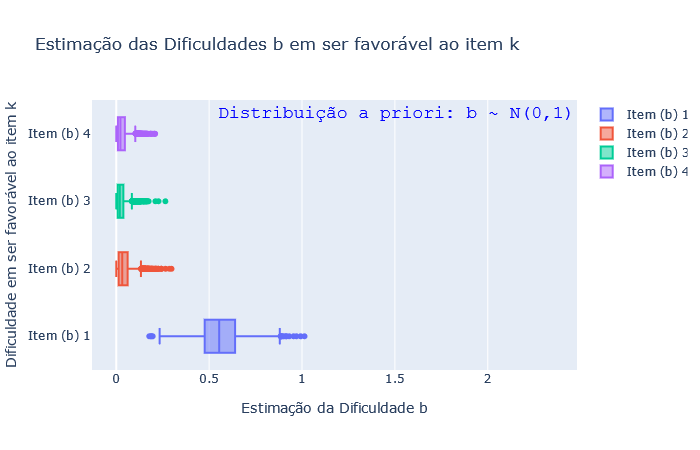 Estimação das Dificuldades b em ser favorável ao item k
Distribuição a priori: b ~ N(0,1)
Dificuldade em ser favorável ao item k
Item (b) 4
Item (b) 3
Item (b) 2
Item (b) 1
0 0.5 1 1.5 2
Estimação da Dificuldade b
Item (b) 1
Item (b) 2
Item (b) 3
Item (b) 4